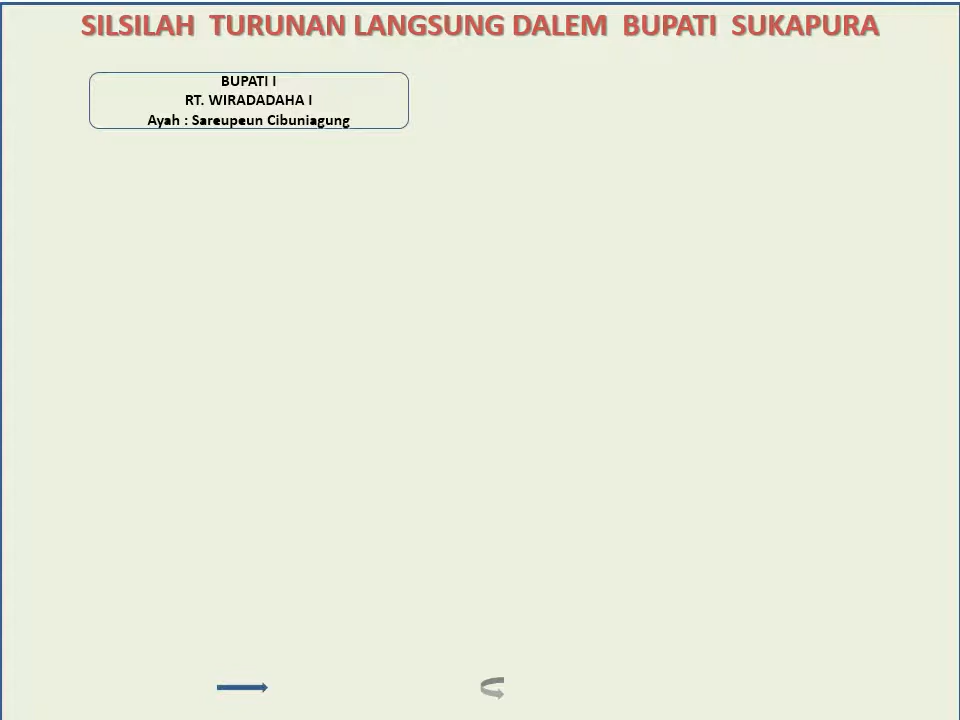 SILSILAH TURUNAN LANGSUNG DALEM BUPATI SUKAPURA
BUPATI I
RT. WIRADADAHA I
Ayah : Sareupeun Cibuniagung